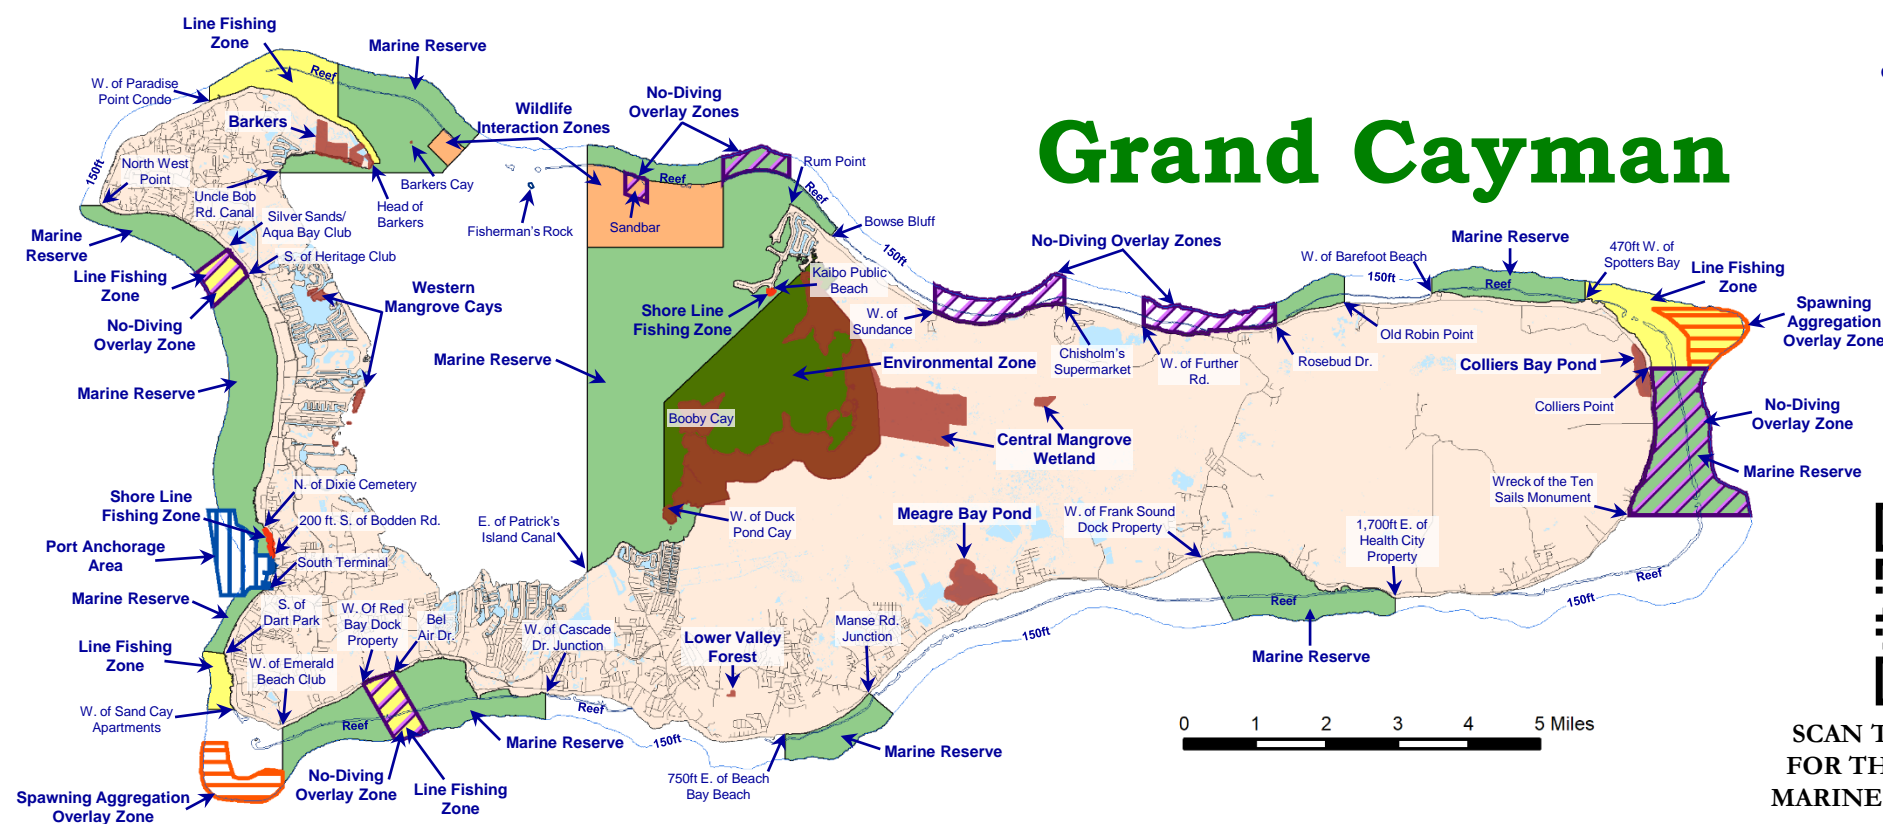 Grand Cayman
Line Fishing
Zone
Marine Reserve
Reef
W. of Paradise
Point Condo
Barkers
Wildlife
Interaction Zones
No-Diving
Overlay Zones
150ft
North West
Point
Uncle Bob
Rd. Canal
Head of
Barkers
Barkers Cay
Fisherman's Rock
Sandbar
Reef
Rum Point
Reef
Bowse Bluff
150ft
Marine
Reserve
Silver Sands/
Aqua Bay Club
S. of Heritage Club
Line Fishing
Zone
No-Diving
Overlay Zone
Western
Mangrove Cays
Kaibo Public
Beach
Shore Line
Fishing Zone
W. of
Sundance
No-Diving Overlay Zones
Chisholm's
Supermarket
W. of Further
Rd.
Rosebud Dr.
Old Robin Point
W. of Barefoot Beach
150ft
Marine Reserve
Reef
470ft W. of
Spotters Bay
Line Fishing
Zone
Spawning
Aggregation
Overlay Zone
Colliers Bay Pond
Colliers Point
No-Diving
Overlay Zone
Marine Reserve
Wreck of the Ten
Sails Monument
Marine Reserve
Marine Reserve
Environmental Zone
Booby Cay
Central Mangrove
Wetland
Meagre Bay Pond
W. of Duck
Pond Cay
W. of Frank Sound
Dock Property
1,700ft E. of
Health City
Property
Reef
Marine Reserve
Reef
150ft
N. of Dixie Cemetery
Shore Line
Fishing Zone
200 ft. S. of Bodden Rd.
Port Anchorage
Area
South Terminal
E. of Patrick's
Island Canal
Marine Reserve
S. of
Dart Park
W. Of Red
Bay Dock
Property
Bel
Air Dr.
W. of Cascade
Dr. Junction
Lower Valley
Forest
Manse Rd.
Junction
150ft
Line Fishing
Zone
W. of Emerald
Beach Club
W. of Sand Cay
Apartments
Reef
Reef
150ft
Marine Reserve
750ft E. of Beach
Bay Beach
Marine Reserve
No-Diving
Overlay Zone
Line Fishing
Zone
Spawning Aggregation
Overlay Zone
0 1 2 3 4 5 Miles
SCAN T
FOR TH
MARINE